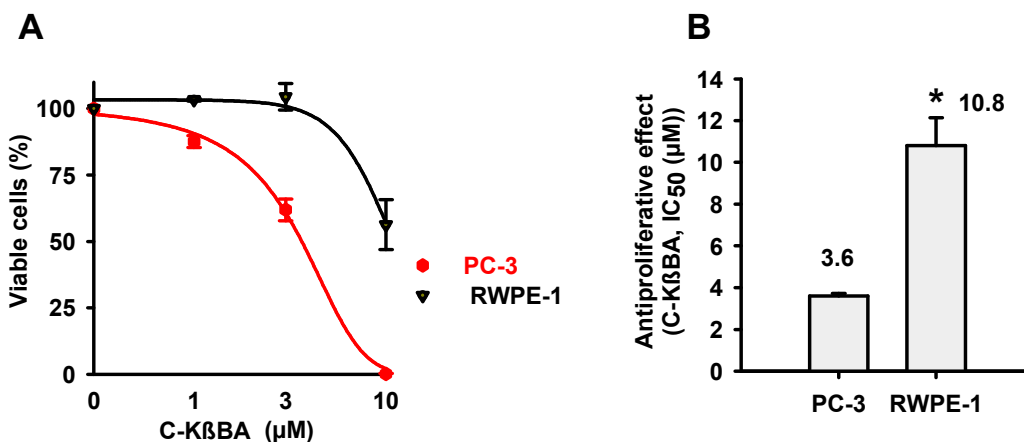 A
Viable cells (%)
100
75
50
25
0
0
1
3
10
C-KßBA (µM)
PC-3
RWPE-1
B
Antiproliferative effect
(C-KßBA, IC50 (µM))
14
12
10
8
6
4
2
0
3.6
* 10.8
PC-3 RWPE-1